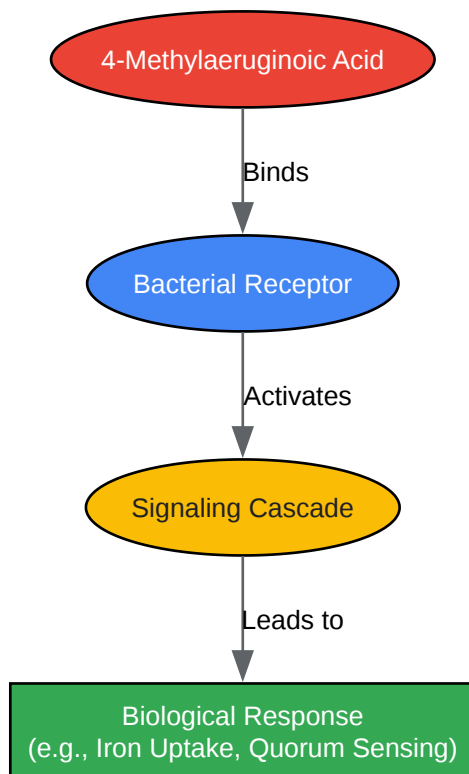 4-Methylaeruginoic Acid
Binds
Bacterial Receptor
Activates
Signaling Cascade
Leads to
Biological Response
(e.g., Iron Uptake, Quorum Sensing)